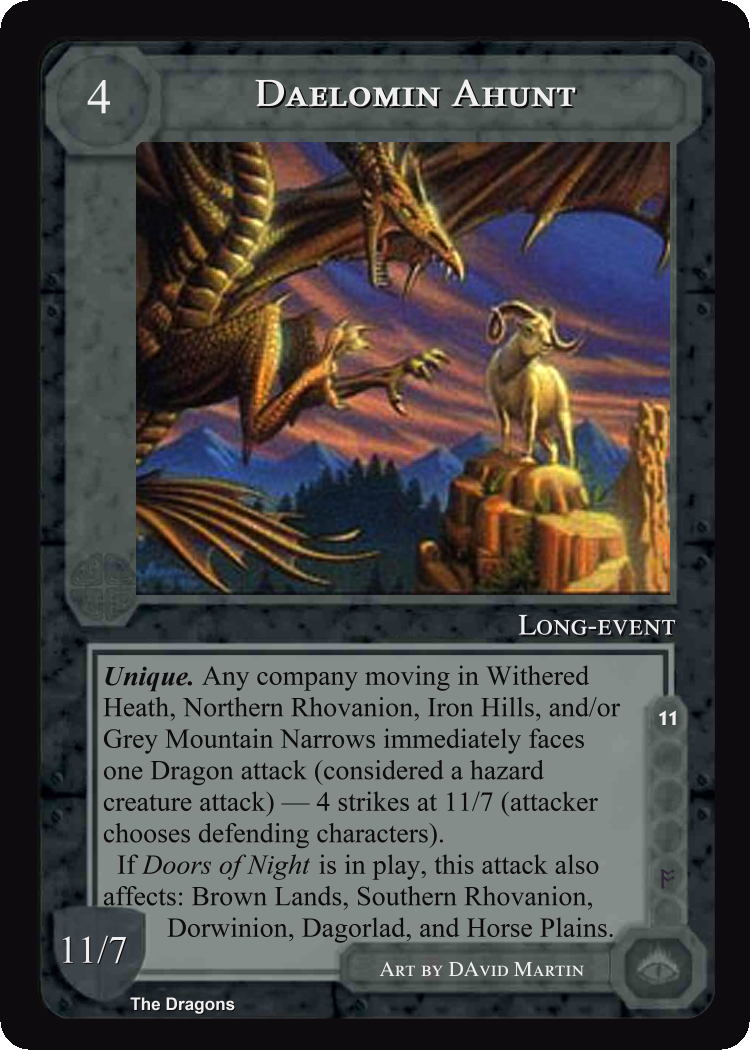 4
Daelomin Ahunt
Long-event
Unique. Any company moving in Withered
Heath, Northern Rhovanion, Iron Hills, and/or
Grey Mountain Narrows immediately faces
one Dragon attack (considered a hazard
creature attack) — 4 strikes at 11/7 (attacker
chooses defending characters).
If Doors of Night is in play, this attack also
affects: Brown Lands, Southern Rhovanion,
Dorwinion, Dagorlad, and Horse Plains.
11
11/7
Art by DAvid Martin
The Dragons